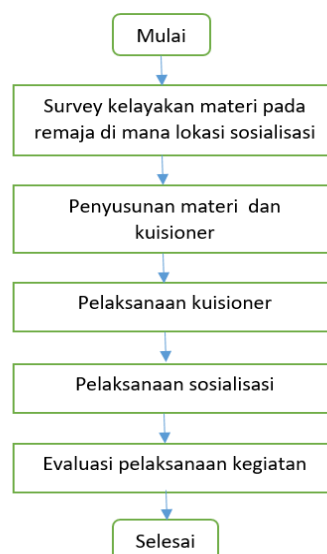 Mulai
Survey kelayakan materi pada
remaja di mana lokasi sosialisasi
Penyusunan materi dan
kuisioner
Pelaksanaan kuisioner
Pelaksanaan sosialisasi
Evaluasi pelaksanaan kegiatan
Selesai